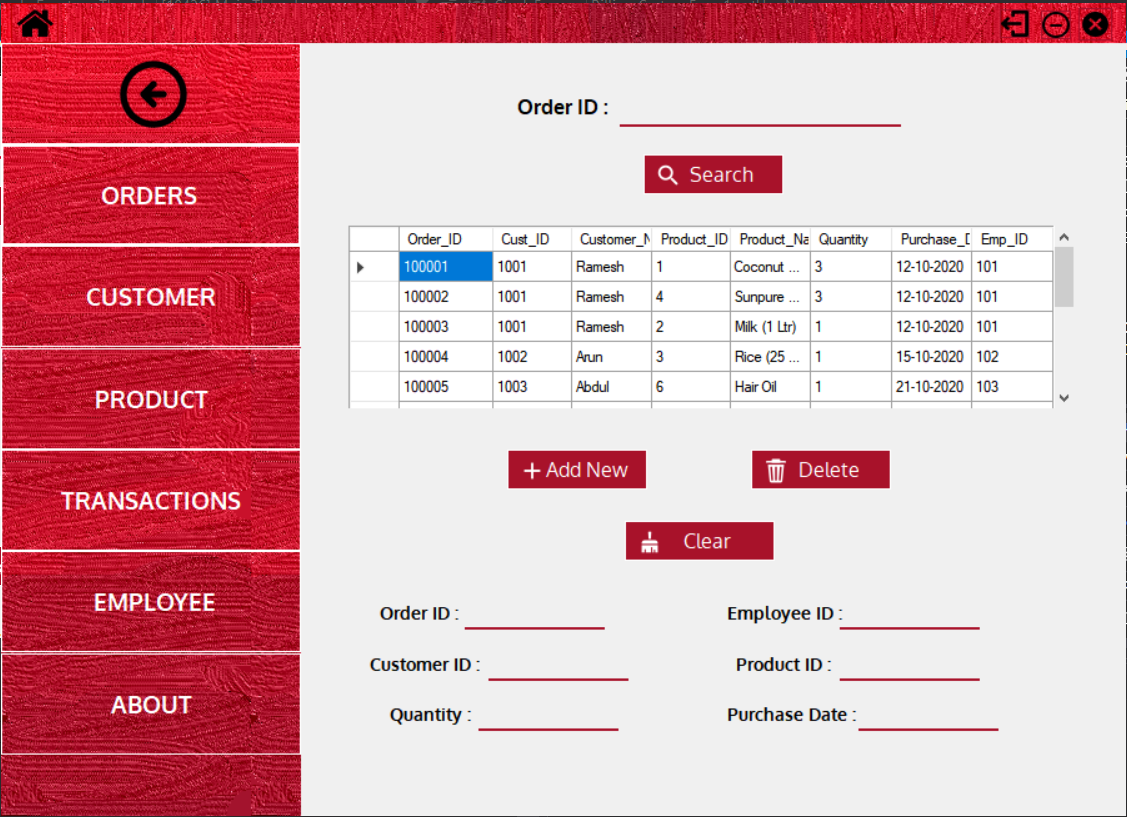 Order ID :
Search
ORDERS
CUSTOMER
PRODUCT
TRANSACTIONS
EMPLOYEE
ABOUT
Order_ID Cust_ID Customer_N Product_ID Product_Na Quantity Purchase_D Emp_ID
100001 1001 Ramesh 1 Coconut ... 3 12-10-2020 101
100002 1001 Ramesh 4 Sunpure ... 3 12-10-2020 101
100003 1001 Ramesh 2 Milk (1 Ltr) 1 12-10-2020 101
100004 1002 Arun 3 Rice (25 ... 1 15-10-2020 102
100005 1003 Abdul 6 Hair Oil 1 21-10-2020 103
Add New Delete
Clear
Order ID : Employee ID :
Customer ID : Product ID :
Quantity : Purchase Date :